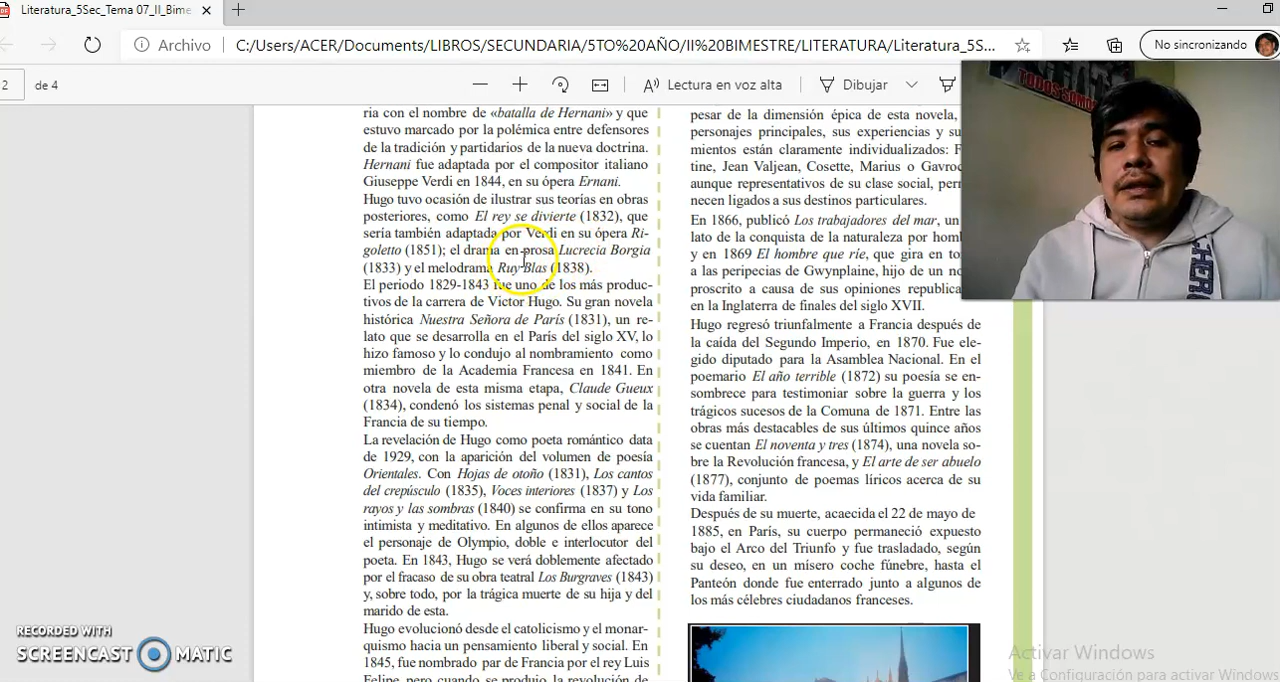 Literatura_5Sec_Tema 07_II_Bime
Archivo
C:/Users/ACER/Documents/LIBROS/SECUNDARIA/5TO%20AÑO/II%20BIMESTRE/LITERATURA/Literatura_5S...
No sincronizando
2
de 4
Lectura en voz alta
Dibujar
TODOS SOMO
ria con el nombre de «batalla de Hernani» y que
estuvo marcado por la polémica entre defensores
de la tradición y partidarios de la nueva doctrina.
Hernani fue adaptada por el compositor italiano
Giuseppe Verdi en 1844, en su ópera Ernani.
Hugo tuvo ocasión de ilustrar sus teorías en obras
posteriores, como El rey se divierte (1832), que
sería también adaptada por Verdi en su ópera Ri-
goletto (1851); el drama en prosa Lucrecia Borgia
(1833) y el melodrama Ruy Blas (1838).
El periodo 1829-1843 fue uno de los más produc-
tivos de la carrera de Victor Hugo. Su gran novela
histórica Nuestra Señora de París (1831), un re-
lato que se desarrolla en el París del siglo XV, lo
hizo famoso y lo condujo al nombramiento como
miembro de la Academia Francesa en 1841. En
otra novela de esta misma etapa, Claude Gueux
(1834), condenó los sistemas penal y social de la
Francia de su tiempo.
La revelación de Hugo como poeta romántico data
de 1929, con la aparición del volumen de poesía
Orientales. Con Hojas de otoño (1831), Los cantos
del crepúsculo (1835), Voces interiores (1837) y Los
rayos y las sombras (1840) se confirma en su tono
intimista y meditativo. En algunos de ellos aparece
el personaje de Olympio, doble e interlocutor del
poeta. En 1843, Hugo se verá doblemente afectado
por el fracaso de su obra teatral Los Burgraves (1843)
y, sobre todo, por la trágica muerte de su hija y del
marido de esta.
Hugo evolucionó desde el catolicismo y el monar-
quismo hacia un pensamiento liberal y social. En
1845, fue nombrado par de Francia por el rey Luis
Felipe, pero cuando se produjo la revolución de
pesar de la dimensión épica de esta novela,
personajes principales, sus experiencias y su
mientos están claramente individualizados: F
tine, Jean Valjean, Cosette, Marius o Gavroc
aunque representativos de su clase social, perm
necen ligados a sus destinos particulares.
En 1866, publicó Los trabajadores del mar, un
lato de la conquista de la naturaleza por homb
y en 1869 El hombre que ríe, que gira en to
a las peripecias de Gwynplaine, hijo de un no
proscrito a causa de sus opiniones republica
en la Inglaterra de finales del siglo XVII.
Hugo regresó triunfalmente a Francia después de
la caída del Segundo Imperio, en 1870. Fue ele-
gido diputado para la Asamblea Nacional. En el
poemario El año terrible (1872) su poesía se en-
sombrece para testimoniar sobre la guerra y los
trágicos sucesos de la Comuna de 1871. Entre las
obras más destacables de sus últimos quince años
se cuentan El noventa y tres (1874), una novela so-
bre la Revolución francesa, y El arte de ser abuelo
(1877), conjunto de poemas líricos acerca de su
vida familiar.
Después de su muerte, acaecida el 22 de mayo de
1885, en París, su cuerpo permaneció expuesto
bajo el Arco del Triunfo y fue trasladado, según
su deseo, en un mísero coche fúnebre, hasta el
Panteón donde fue enterrado junto a algunos de
los más célebres ciudadanos franceses.
RECORDED WITH
SCREENCAST MATIC
Activar Windows
Ve a Configuración para activar Windows